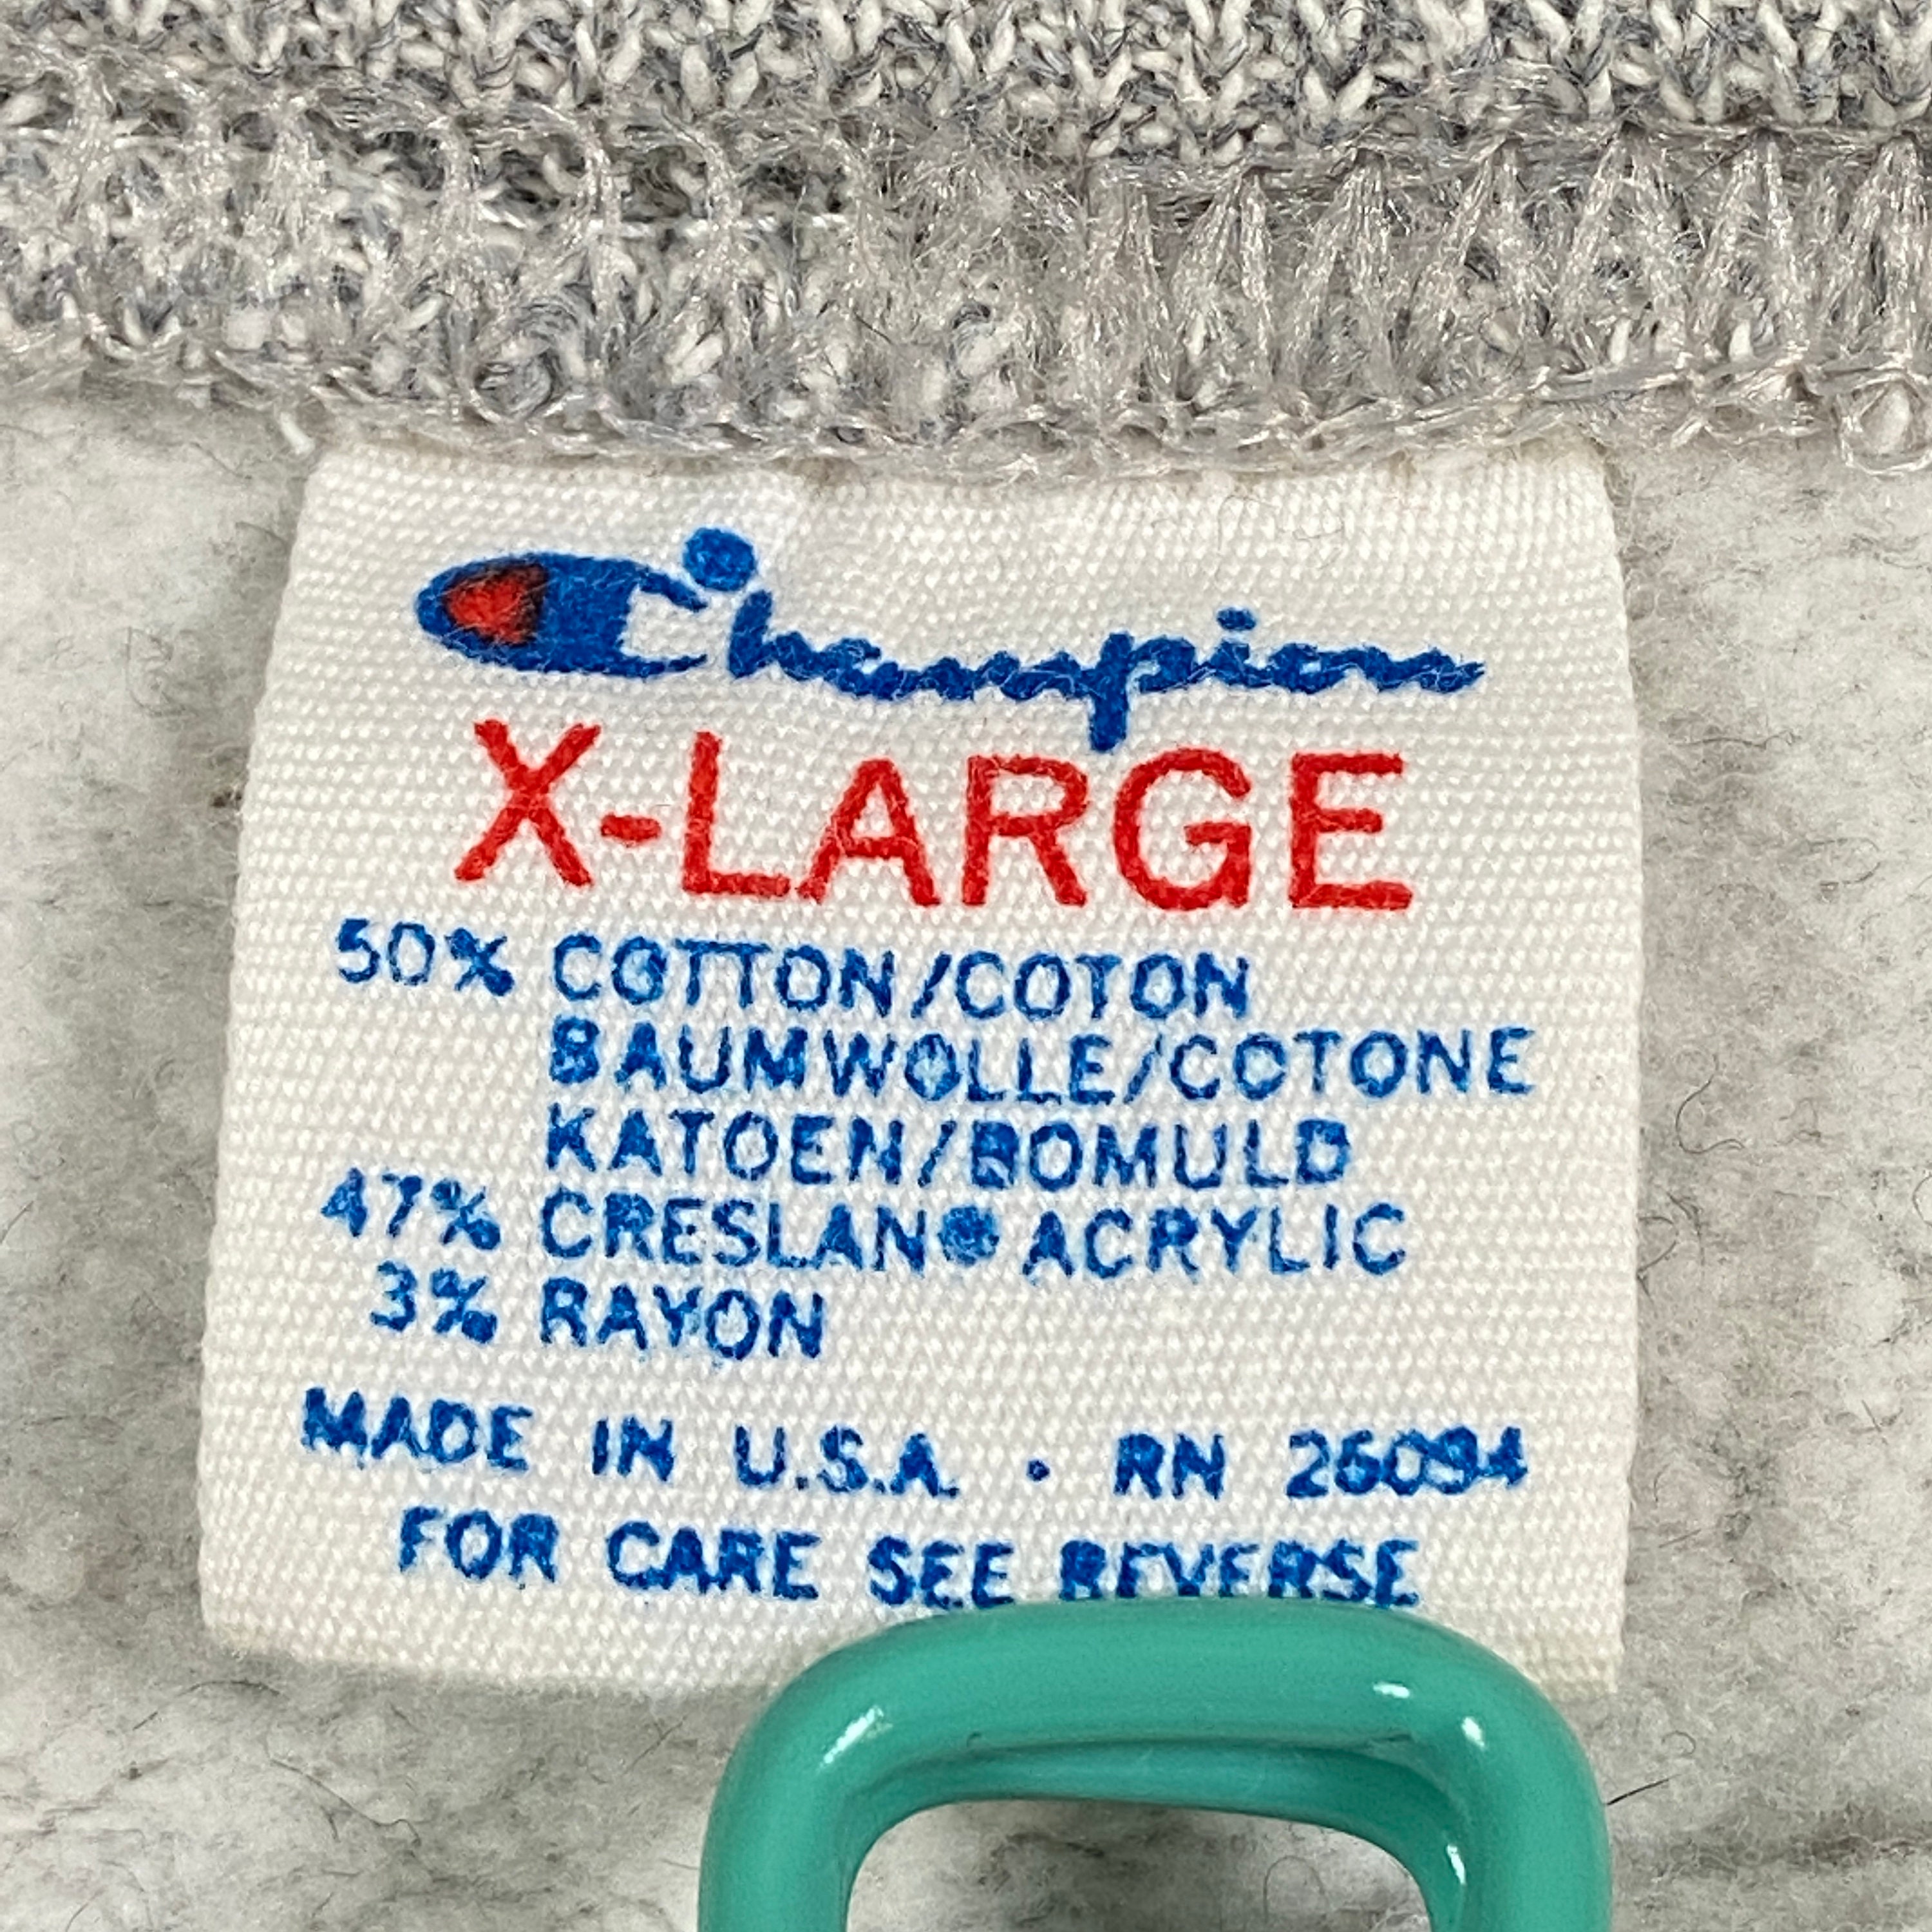 Champion
X-LARGE
50% COTTON/COTON
BAUMWOLLE/COTONE
KATOEN/BOMULD
47% CRESLAN® ACRYLIC
3% RAYON
MADE IN U.S.A. · RN 26094
FOR CARE SEE REVERSE